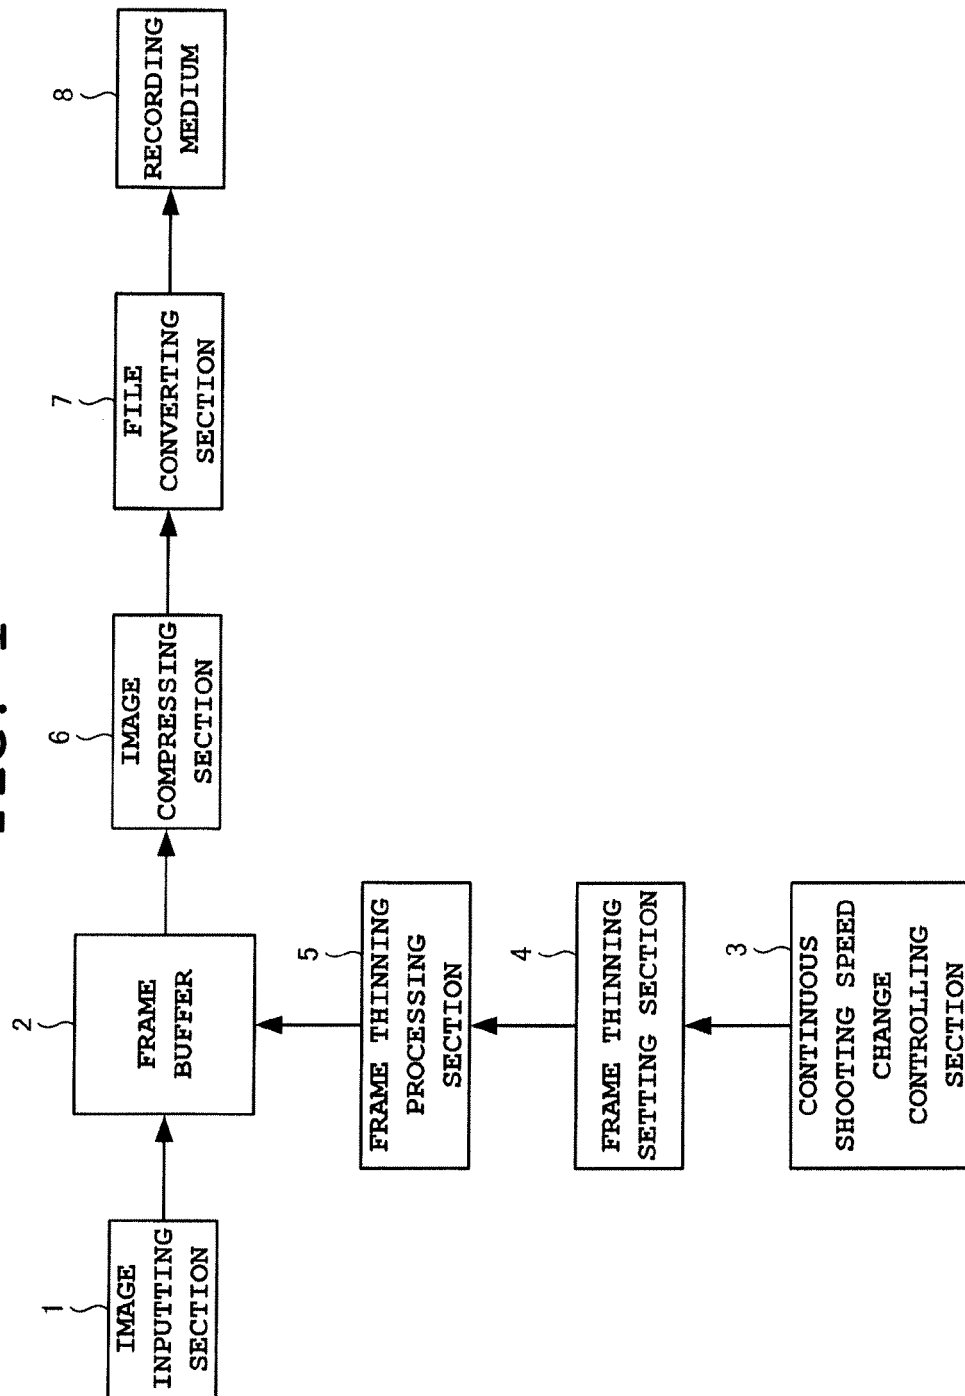 1
IMAGE
INPUTTING
SECTION
2
FRAME
BUFFER
6
IMAGE
COMPRESSING
SECTION
7
FILE
CONVERTING
SECTION
8
RECORDING
MEDIUM
5
FRAME THINNING
PROCESSING
SECTION
4
FRAME THINNING
SETTING SECTION
3
CONTINUOUS
SHOOTING SPEED
CHANGE
CONTROLLING
SECTION